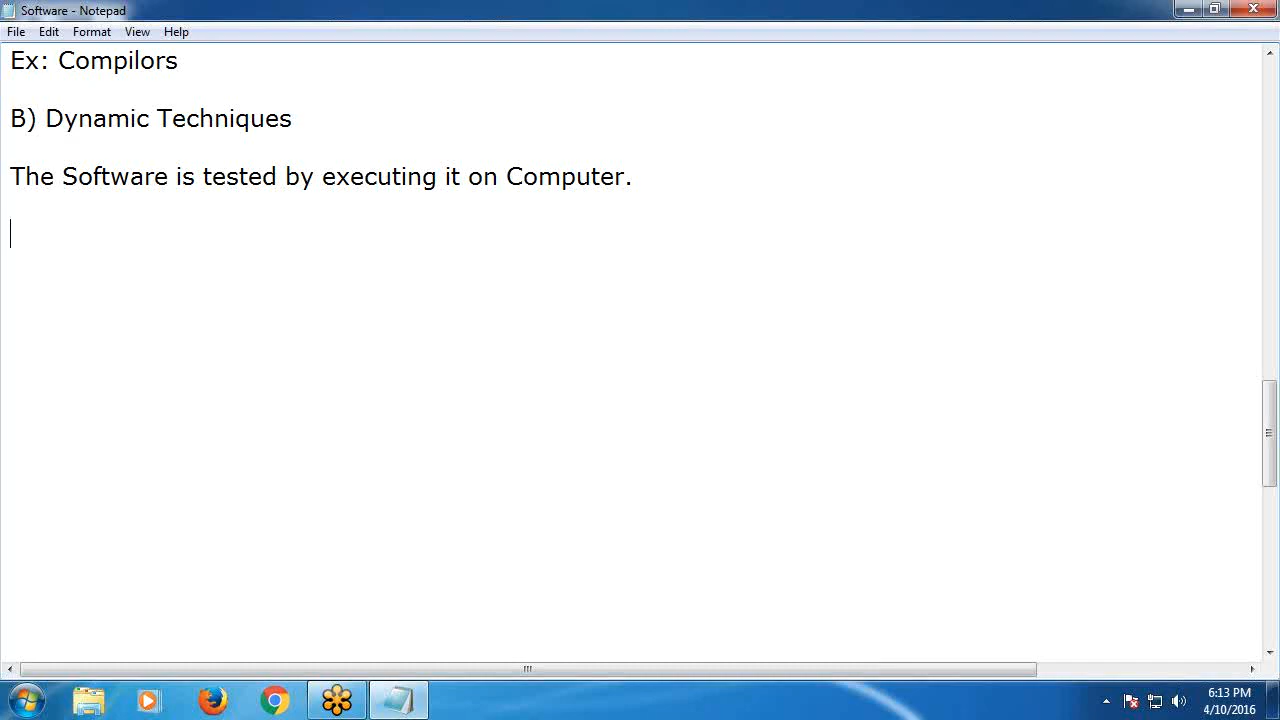 Software - Notepad
File Edit Format View Help
Ex: Compilors
B) Dynamic Techniques
The Software is tested by executing it on Computer.
6:13 PM
4/10/2016